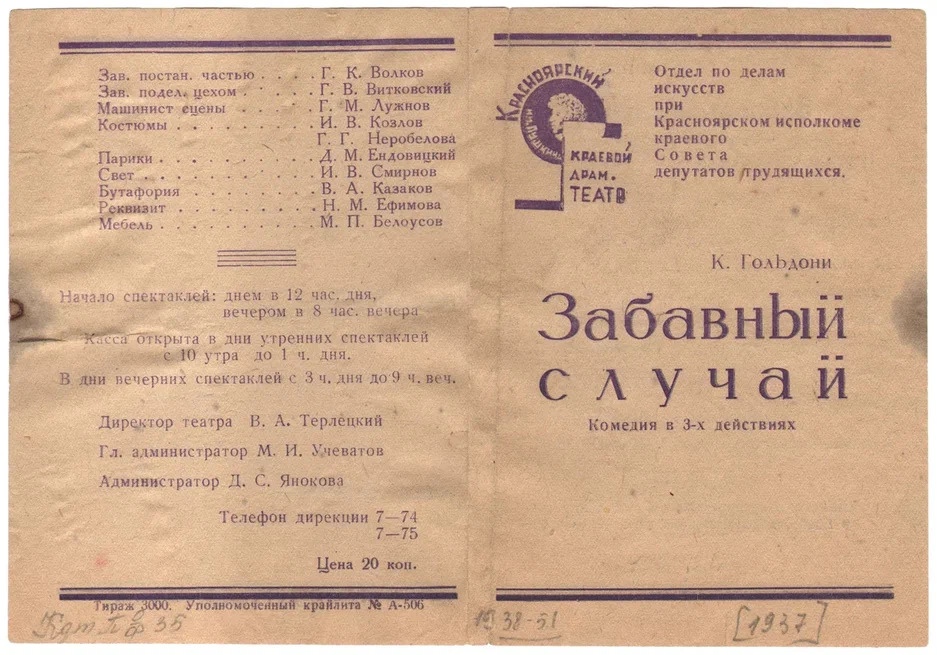 Зав. постан. частью . . . . Г. К. Волков
Зав. подел. цехом . . . . . Г. В. Витковский
Машинист сцены . . . . . Г. М. Лужнов
Костюмы . . . . . . . . . . И. В. Козлов
Г. Г. Неробелова
Парики . . . . . . . . . . . Д. М. Ендовицкий
Свет . . . . . . . . . . . . И. В. Смирнов
Бутафория . . . . . . . . . В. А. Казаков
Реквизит . . . . . . . . . . Н. М. Ефимова
Мебель . . . . . . . . . . . М. П. Белоусов
Начало спектаклей: днем в 12 час. дня,
вечером в 8 час. вечера
Касса открыта в дни утренних спектаклей
с 10 утра до 1 ч. дня.
В дни вечерних спектаклей с 3 ч. дня до 9 ч. веч.
Директор театра В. А. Терлецкий
Гл. администратор М. И. Учеватов
Администратор Д. С. Янокова
Телефон дирекции 7—74
7—75
Цена 20 коп.
Тираж 3000. Уполномоченный крайлита № А-506
Красноярский
им. Пушкина
краевой
драм.
театр
Отдел по делам
искусств
при
Красноярском исполкоме
краевого
Совета
депутатов трудящихся.
К. Гольдони
Забавный
случай
Комедия в 3-х действиях
1938-51
[1937]